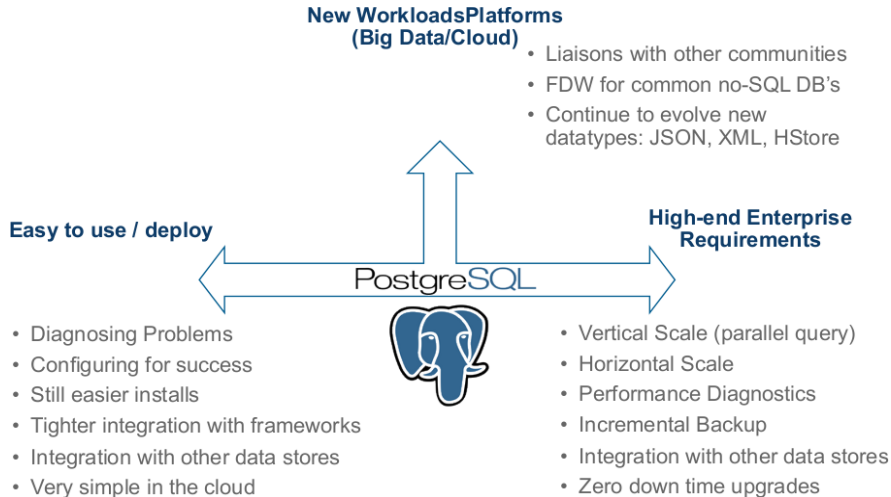 New WorkloadsPlatforms
(Big Data/Cloud)
• Liaisons with other communities
• FDW for common no-SQL DB's
• Continue to evolve new
datatypes: JSON, XML, HStore
Easy to use / deploy
High-end Enterprise
Requirements
PostgreSQL
• Diagnosing Problems
• Configuring for success
• Still easier installs
• Tighter integration with frameworks
• Integration with other data stores
• Very simple in the cloud
• Vertical Scale (parallel query)
• Horizontal Scale
• Performance Diagnostics
• Incremental Backup
• Integration with other data stores
• Zero down time upgrades